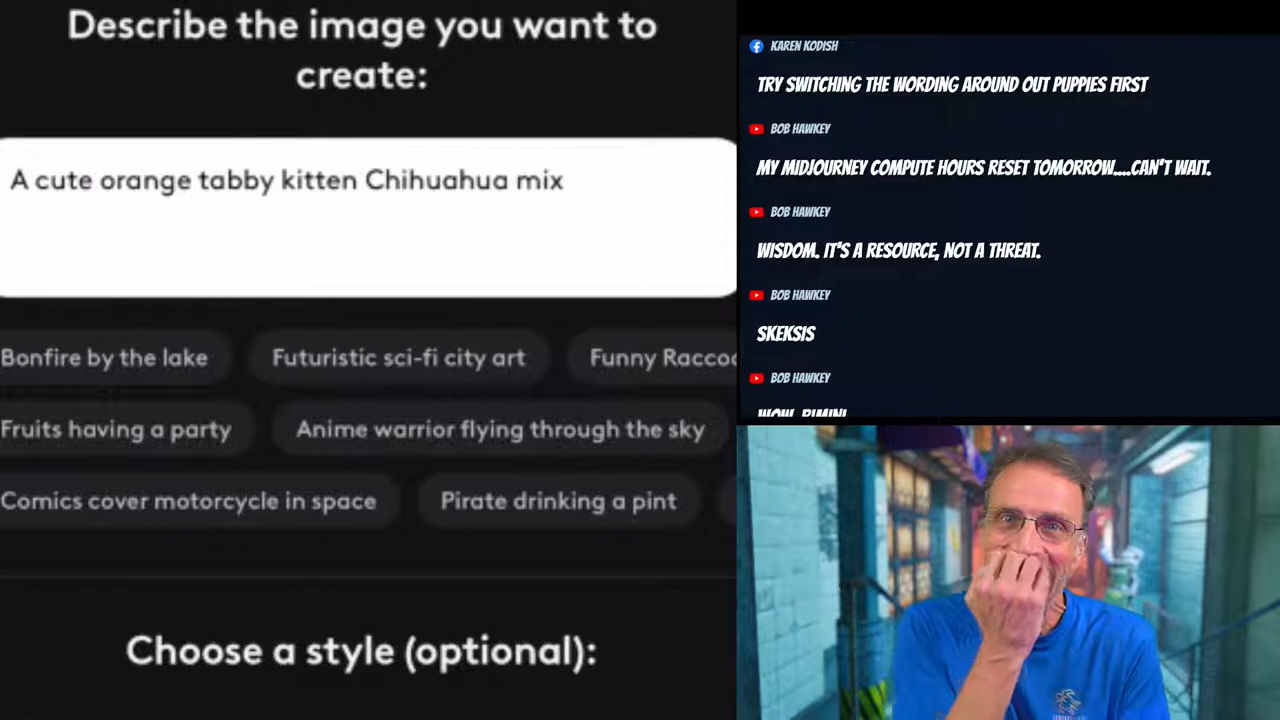 Describe the image you want to
create:
A cute orange tabby kitten Chihuahua mix
Bonfire by the lake
Futuristic sci-fi city art
Funny
Fruits having a party
Anime warrior flying through the sky
Comics cover motorcycle in space
Pirate drinking a pint
Choose a style (optional):
KAREN KODISH
TRY SWITCHING THE WORDING AROUND OUT PUPPIES FIRST
BOB HAWKEY
MY MIDJOURNEY COMPUTE HOURS RESET TOMORROW....CAN'T WAIT.
BOB HAWKEY
WISDOM. IT'S A RESOURCE, NOT A THREAT.
BOB HAWKEY
SKEKSIS
BOB HAWKEY
WOW. BIMINI